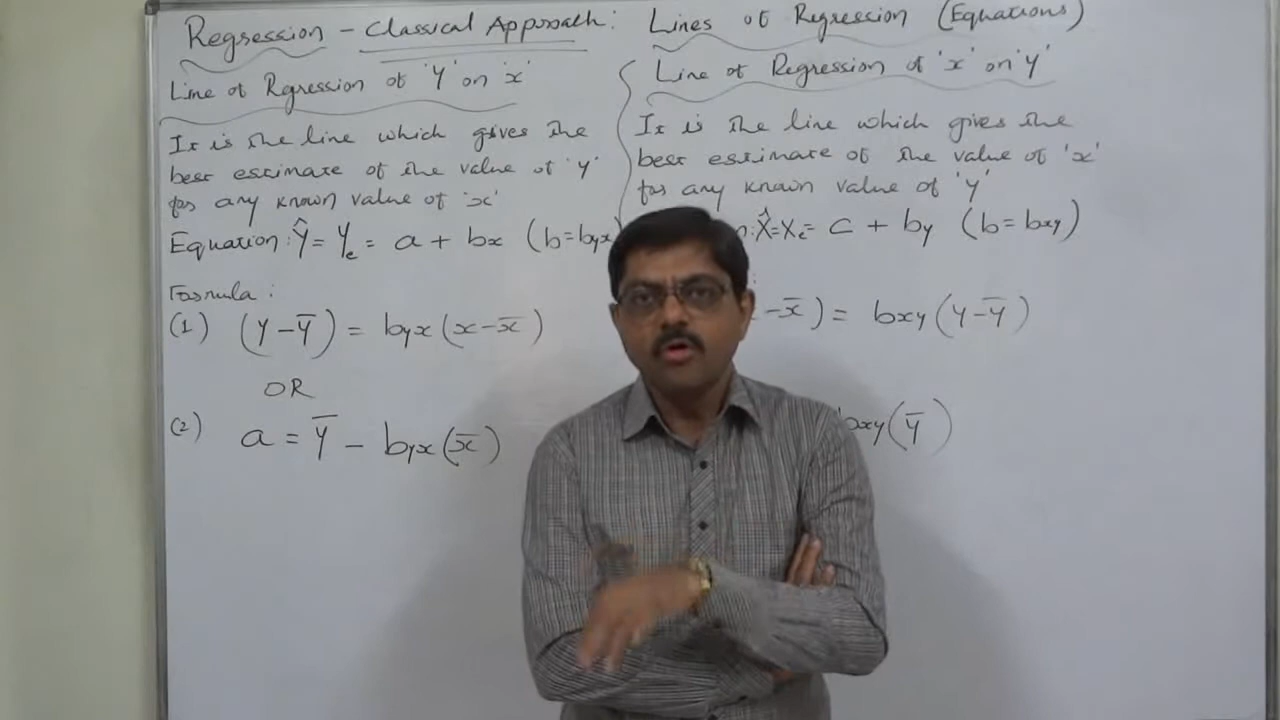 Regression - Classical Approach : Lines of Regression (Equations)
Line of Rgression of 'Y' on 'x'
It is the line which gives the
best estimate of the value of 'y'
for any known value of 'x'
Equation : Ŷ = Yₑ = a + bx (b = byx)
Formula :
(1) (y - ȳ) = byx (x - x̄)
OR
(2) a = ȳ - byx (x̄)
Line of Regression of 'x' on 'y'
It is the line which gives the
best estimate of the value of 'x'
for any known value of 'y'
X̂ = Xₑ = c + by (b = bxy)
- x̄) = bxy (y - ȳ)
bxy (ȳ)